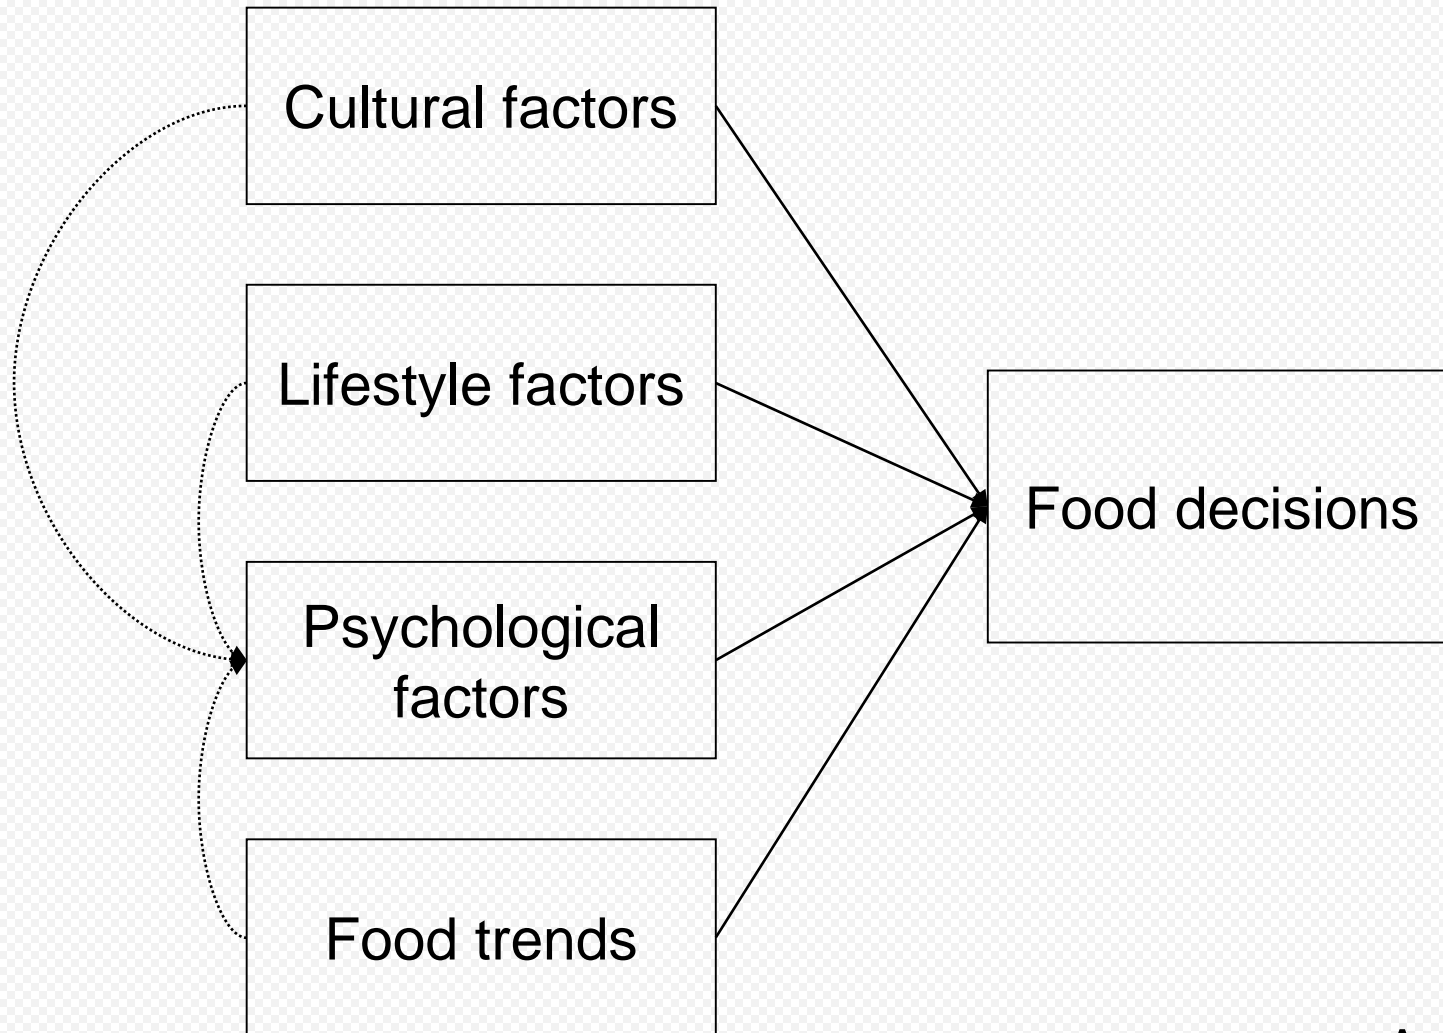 Cultural factors
Lifestyle factors
Food decisions
Psychological
factors
Food trends